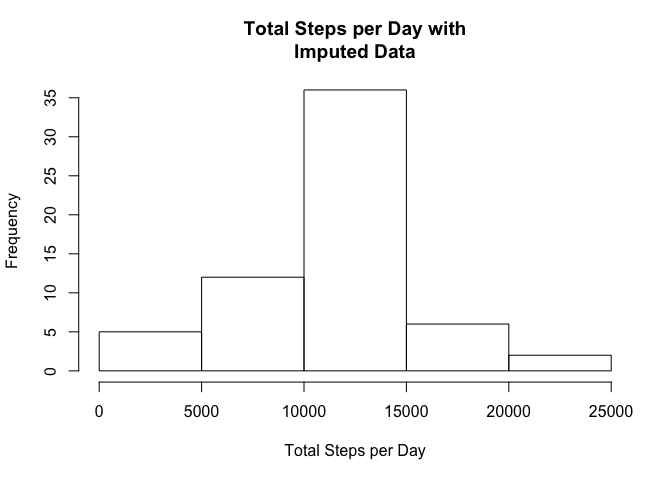 Total Steps per Day with
Imputed Data
Frequency
35
30
25
20
15
10
5
0
0 5000 10000 15000 20000 25000
Total Steps per Day